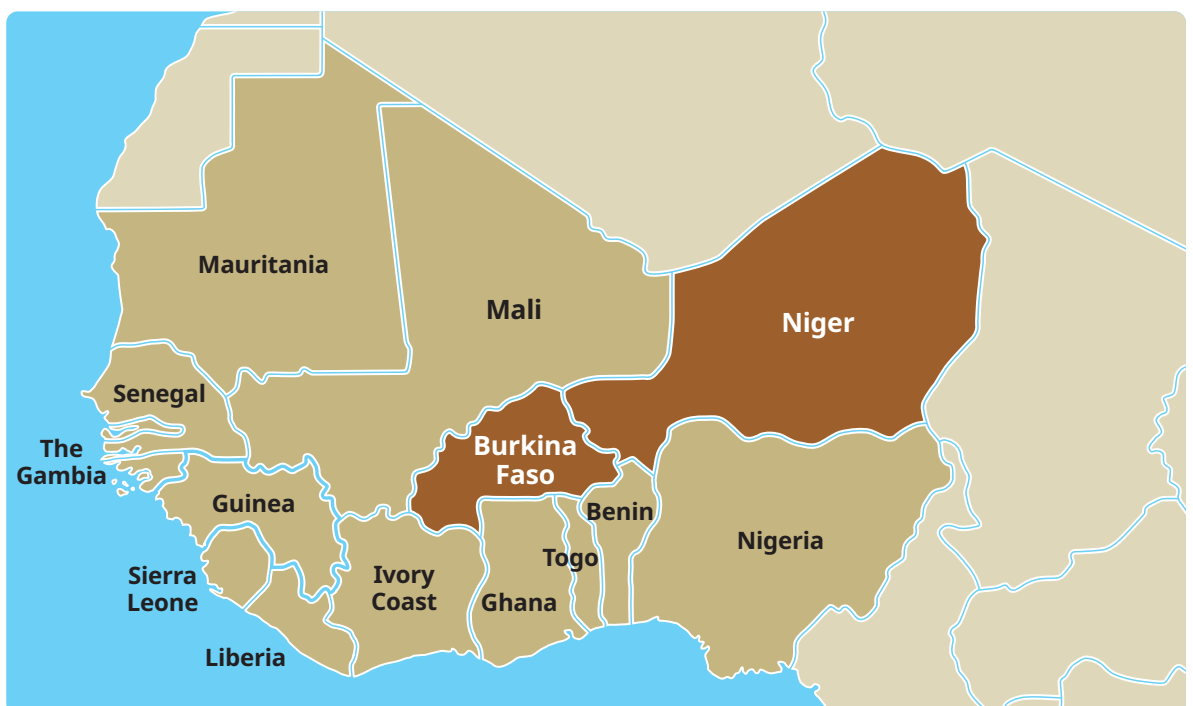 Mauritania
Mali
Niger
Senegal
The
Gambia
Burkina
Faso
Guinea
Benin
Nigeria
Togo
Sierra
Leone
Ivory
Coast
Ghana
Liberia